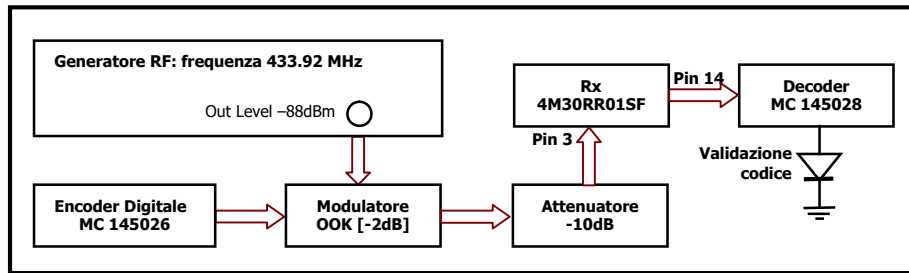 Generatore RF: frequenza 433.92 MHz
Out Level –88dBm
Rx
4M30RR01SF
Pin 14
Decoder
MC 145028
Pin 3
Validazione
codice
Encoder Digitale
MC 145026
Modulatore
OOK [-2dB]
Attenuatore
-10dB